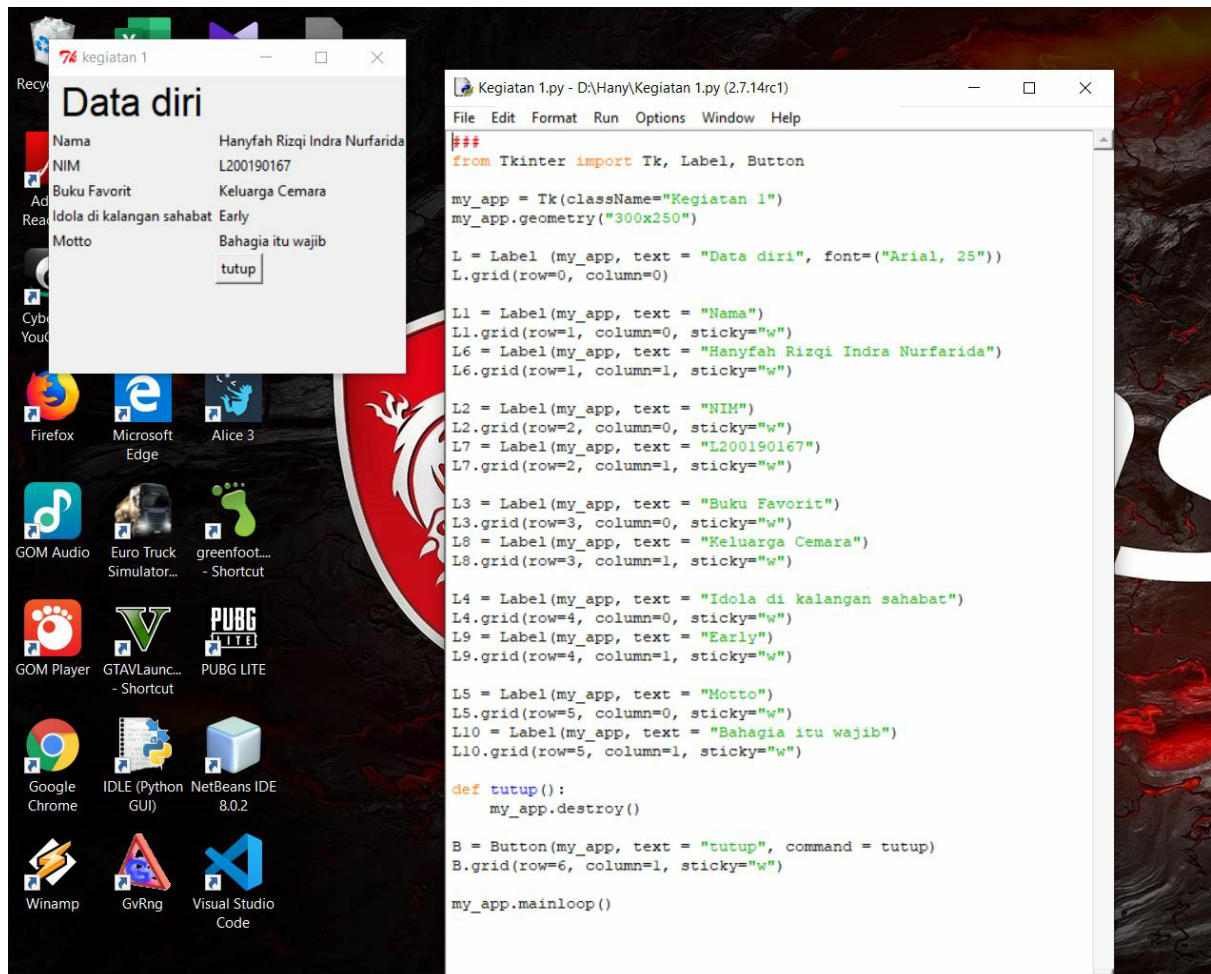 Recy
kegiatan 1
Data diri
Nama Hanyfah Rizqi Indra Nurfarida
NIM L200190167
Buku Favorit Keluarga Cemara
Idola di kalangan sahabat Early
Motto Bahagia itu wajib
tutup
Ad
Rea
Cybe
YouC
Firefox
Microsoft
Edge
Alice 3
GOM Audio
Euro Truck
Simulator...
greenfoot....
- Shortcut
GOM Player
GTAVLaunc...
- Shortcut
PUBG
LITE
PUBG LITE
Google
Chrome
IDLE (Python
GUI)
NetBeans IDE
8.0.2
Winamp
GvRng
Visual Studio
Code
Kegiatan 1.py - D:\Hany\Kegiatan 1.py (2.7.14rc1)
File Edit Format Run Options Window Help
###
from Tkinter import Tk, Label, Button
my_app = Tk(className="Kegiatan 1")
my_app.geometry("300x250")
L = Label (my_app, text = "Data diri", font=("Arial, 25"))
L.grid(row=0, column=0)
L1 = Label(my_app, text = "Nama")
L1.grid(row=1, column=0, sticky="w")
L6 = Label(my_app, text = "Hanyfah Rizqi Indra Nurfarida")
L6.grid(row=1, column=1, sticky="w")
L2 = Label(my_app, text = "NIM")
L2.grid(row=2, column=0, sticky="w")
L7 = Label(my_app, text = "L200190167")
L7.grid(row=2, column=1, sticky="w")
L3 = Label(my_app, text = "Buku Favorit")
L3.grid(row=3, column=0, sticky="w")
L8 = Label(my_app, text = "Keluarga Cemara")
L8.grid(row=3, column=1, sticky="w")
L4 = Label(my_app, text = "Idola di kalangan sahabat")
L4.grid(row=4, column=0, sticky="w")
L9 = Label(my_app, text = "Early")
L9.grid(row=4, column=1, sticky="w")
L5 = Label(my_app, text = "Motto")
L5.grid(row=5, column=0, sticky="w")
L10 = Label(my_app, text = "Bahagia itu wajib")
L10.grid(row=5, column=1, sticky="w")
def tutup():
    my_app.destroy()
B = Button(my_app, text = "tutup", command = tutup)
B.grid(row=6, column=1, sticky="w")
my_app.mainloop()